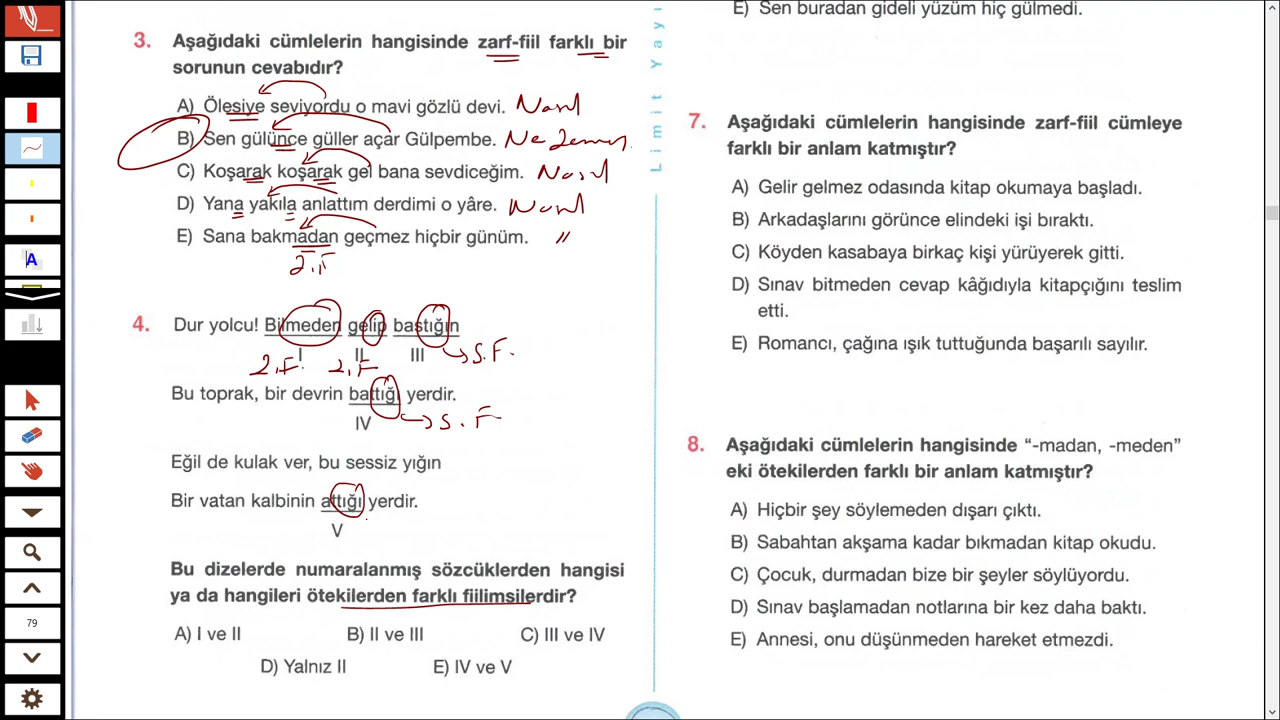 3. Aşağıdaki cümlelerin hangisinde zarf-fiil farklı bir
sorunun cevabıdır?
A) Ölesiye seviyordu o mavi gözlü devi. Nasıl
B) Sen gülünce güller açar Gülpembe. Ne zaman
C) Koşarak koşarak gel bana sevdiceğim. Nasıl
D) Yana yakıla anlattım derdimi o yâre. Nasıl
E) Sana bakmadan geçmez hiçbir günüm. "
Z.F
4. Dur yolcu! Bilmeden gelip bastığın
I II III S.F.
Z.F. Z.F
Bu toprak, bir devrin battığı yerdir.
IV S.F
Eğil de kulak ver, bu sessiz yığın
Bir vatan kalbinin attığı yerdir.
V
Bu dizelerde numaralanmış sözcüklerden hangisi
ya da hangileri ötekilerden farklı fiilimsilerdir?
A) I ve II B) II ve III C) III ve IV
D) Yalnız II E) IV ve V
Limit Yayı
E) Sen buradan gideli yüzüm hiç gülmedi.
7. Aşağıdaki cümlelerin hangisinde zarf-fiil cümleye
farklı bir anlam katmıştır?
A) Gelir gelmez odasında kitap okumaya başladı.
B) Arkadaşlarını görünce elindeki işi bıraktı.
C) Köyden kasabaya birkaç kişi yürüyerek gitti.
D) Sınav bitmeden cevap kâğıdıyla kitapçığını teslim
etti.
E) Romancı, çağına ışık tuttuğunda başarılı sayılır.
8. Aşağıdaki cümlelerin hangisinde “-madan, -meden”
eki ötekilerden farklı bir anlam katmıştır?
A) Hiçbir şey söylemeden dışarı çıktı.
B) Sabahtan akşama kadar bıkmadan kitap okudu.
C) Çocuk, durmadan bize bir şeyler söylüyordu.
D) Sınav başlamadan notlarına bir kez daha baktı.
E) Annesi, onu düşünmeden hareket etmezdi.
A
79